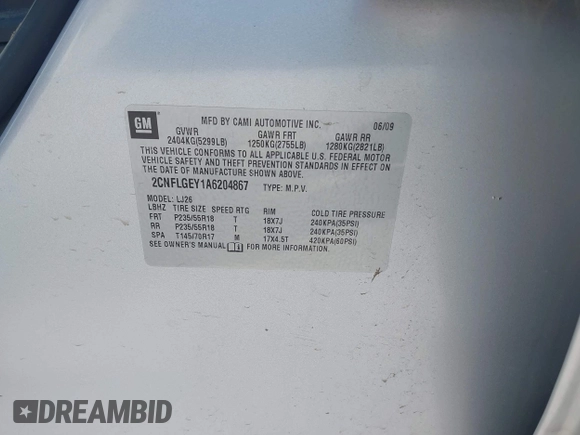 GM
MFD BY CAMI AUTOMOTIVE INC. 06/09
GVWR GAWR FRT GAWR RR
2404KG(5299LB) 1250KG(2755LB) 1280KG(2821LB)
THIS VEHICLE CONFORMS TO ALL APPLICABLE U.S. FEDERAL MOTOR
VEHICLE SAFETY AND THEFT PREVENTION STANDARDS IN EFFECT ON
THE DATE OF MANUFACTURE SHOWN ABOVE.
2CNFLGEY1A6204867 TYPE: M.P.V.
MODEL: LJ26
LBHZ TIRE SIZE SPEED RTG RIM COLD TIRE PRESSURE
FRT P235/55R18 T 18X7J 240KPA(35PSI)
RR P235/55R18 T 18X7J 240KPA(35PSI)
SPA T145/70R17 M 17X4.5T 420KPA(60PSI)
SEE OWNER'S MANUAL FOR MORE INFORMATION.
DREAMBID